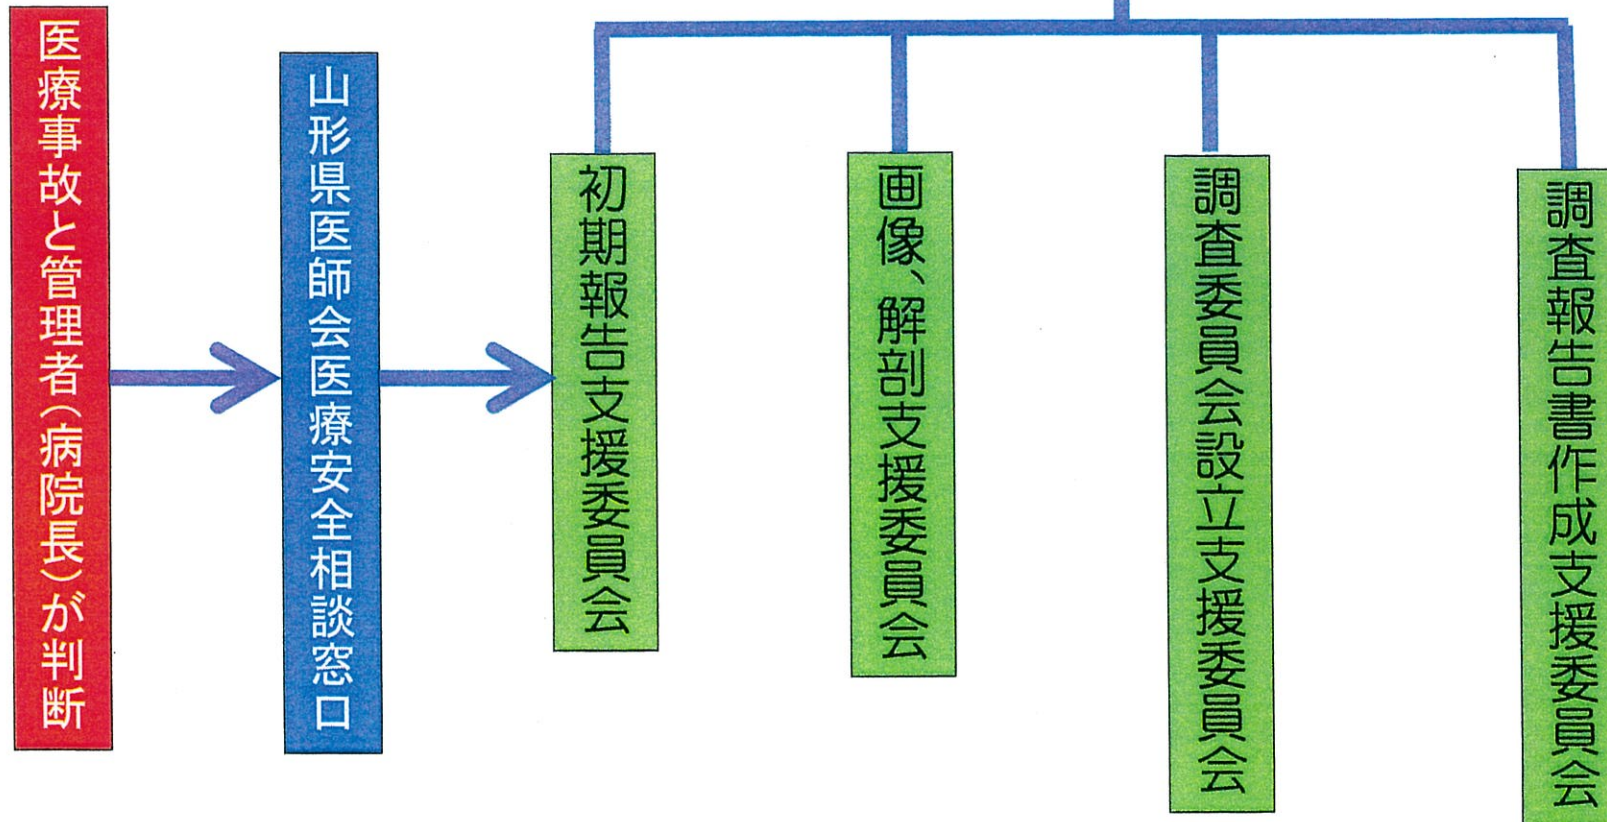 医療事故と管理者(病院長)が判断
山形県医師会医療安全相談窓口
初期報告支援委員会
画像、解剖支援委員会
調査委員会設立支援委員会
調査報告書作成支援委員会